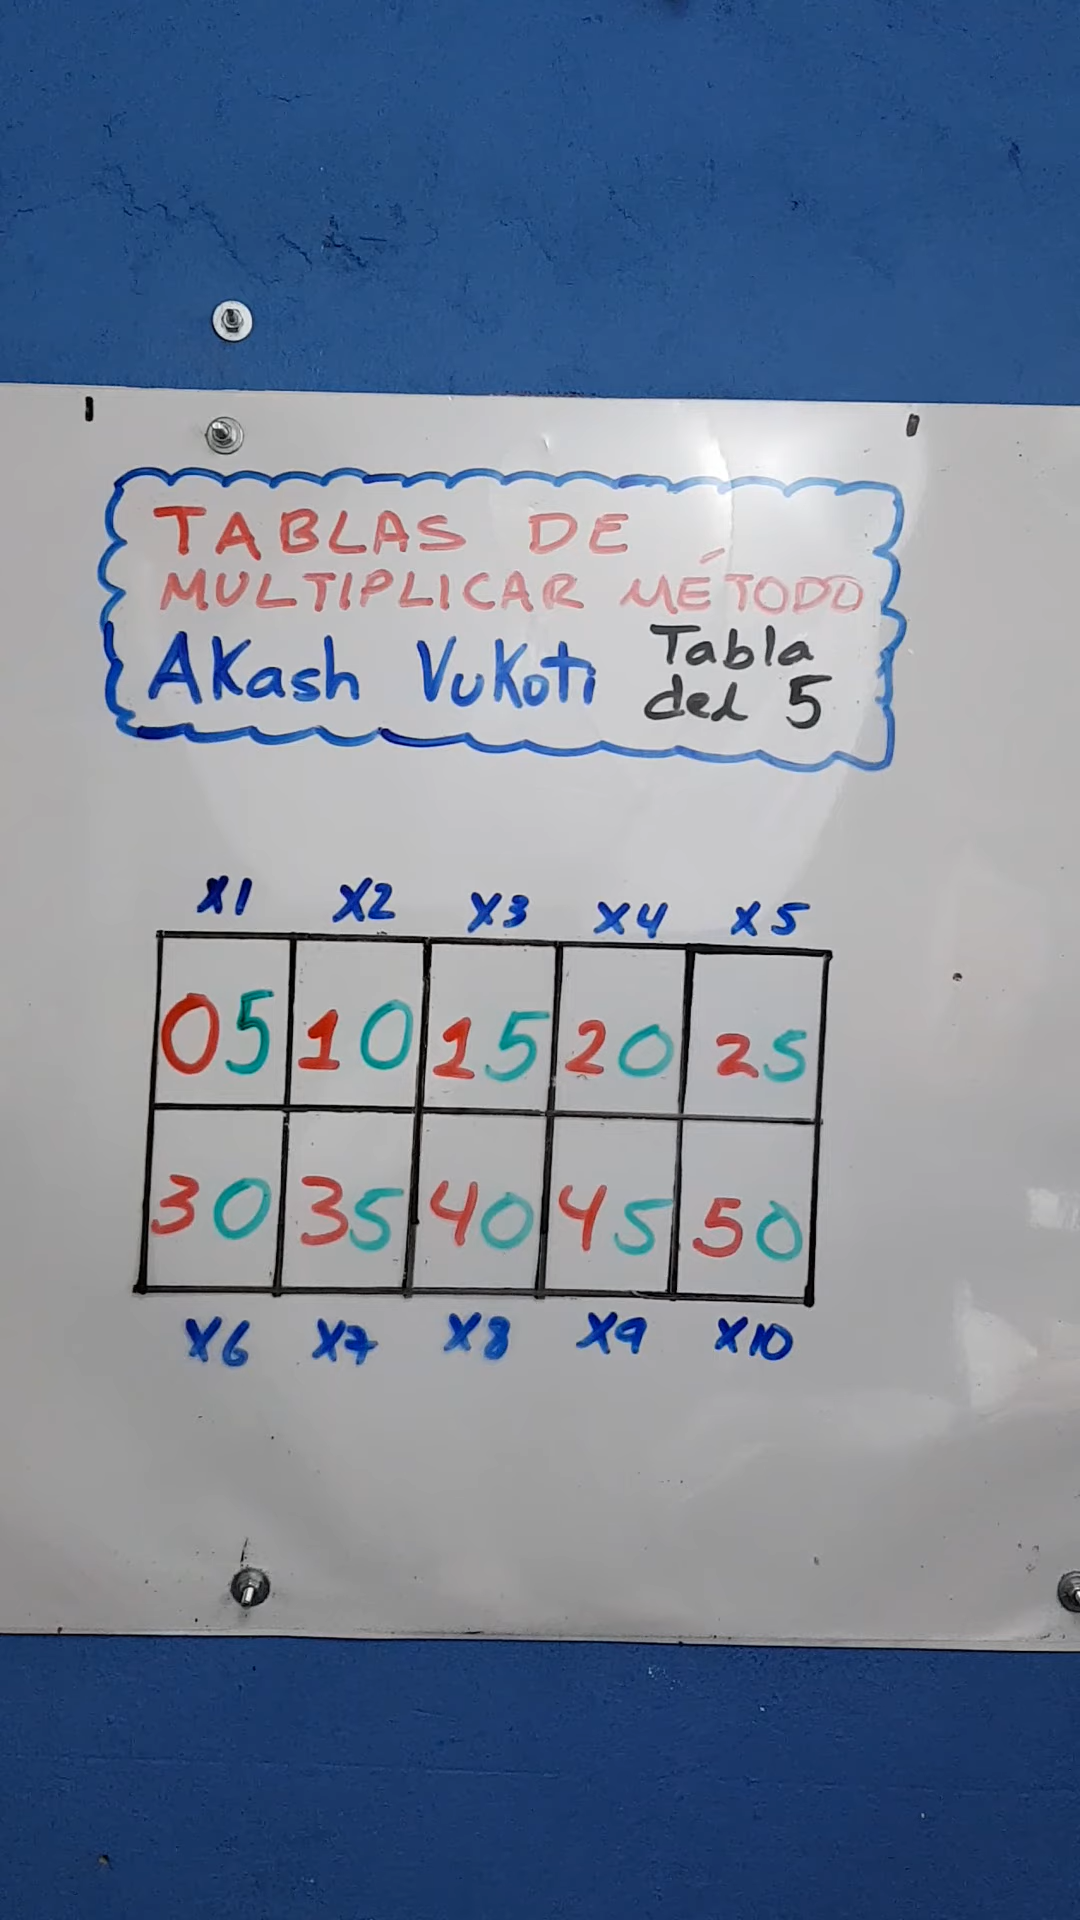 TABLAS DE
MULTIPLICAR MÉTODO
AKash VuKoti Tabla
del 5
X1 X2 X3 X4 X5
05 10 15 20 25
30 35 40 45 50
X6 X7 X8 X9 X10